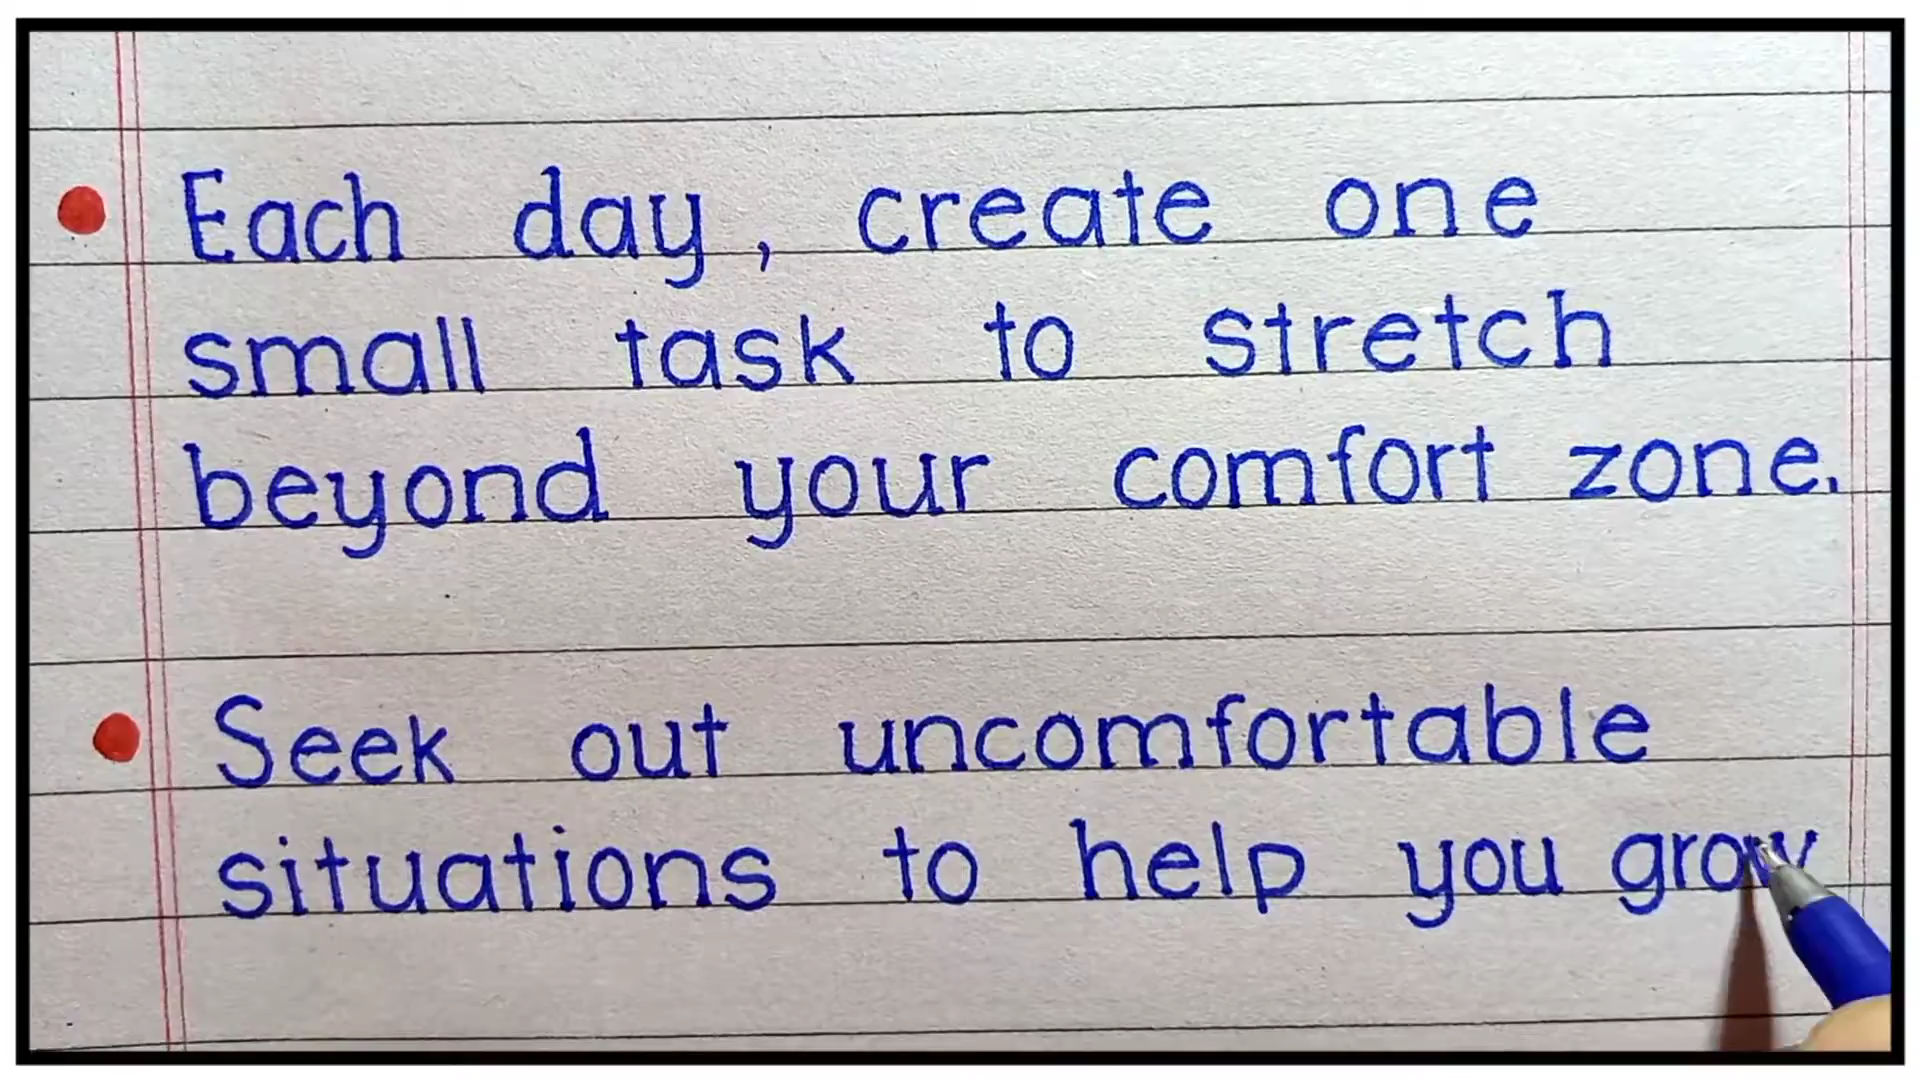 Each day, create one
small task to stretch
beyond your comfort zone.
Seek out uncomfortable
situations to help you grow